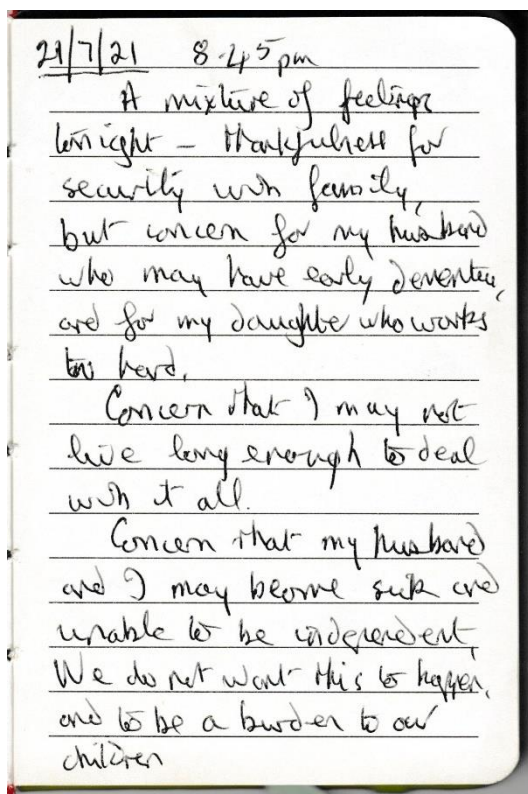 21/7/21 8.45pm
A mixture of feelings
tonight - thankfulness for
security with family,
but concern for my husband
who may have early dementia,
and for my daughter who works
too hard.
Concern that I may not
live long enough to deal
with it all.
Concern that my husband
and I may become sick and
unable to be independent,
We do not want this to happen,
and to be a burden to our
children